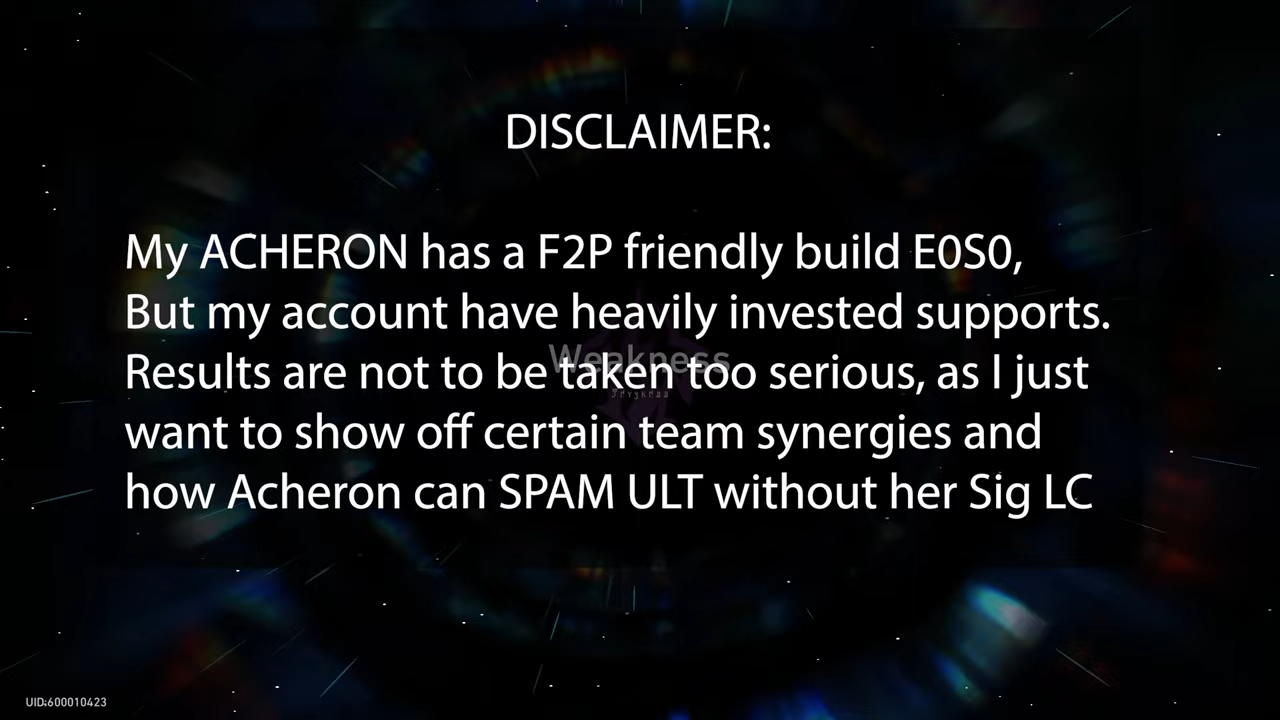 DISCLAIMER:
My ACHERON has a F2P friendly build E0S0,
But my account have heavily invested supports.
Weakness
Results are not to be taken too serious, as I just
want to show off certain team synergies and
how Acheron can SPAM ULT without her Sig LC
UID:600010423